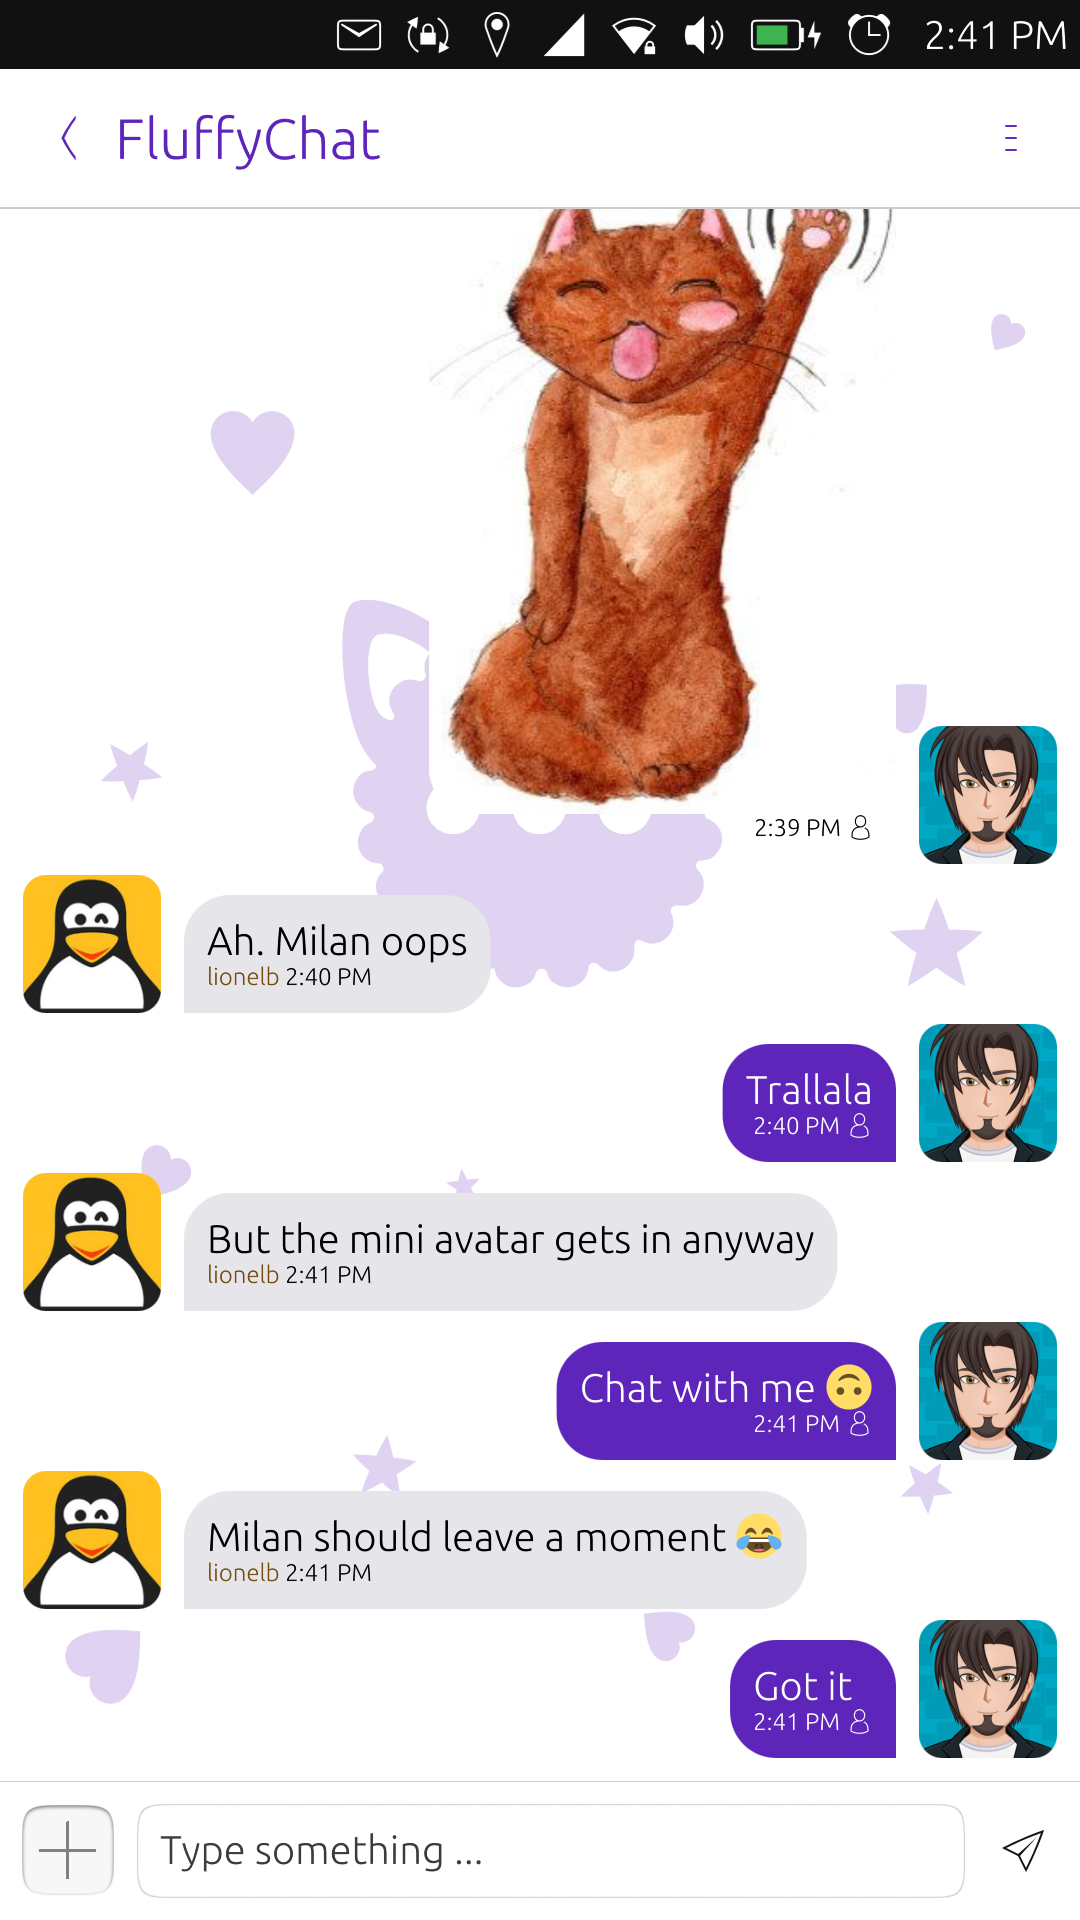 2:41 PM
FluffyChat
2:39 PM
Ah. Milan oops
lionelb 2:40 PM
Trallala
2:40 PM
But the mini avatar gets in anyway
lionelb 2:41 PM
Chat with me 🙃
2:41 PM
Milan should leave a moment 😂
lionelb 2:41 PM
Got it
2:41 PM
Type something ...